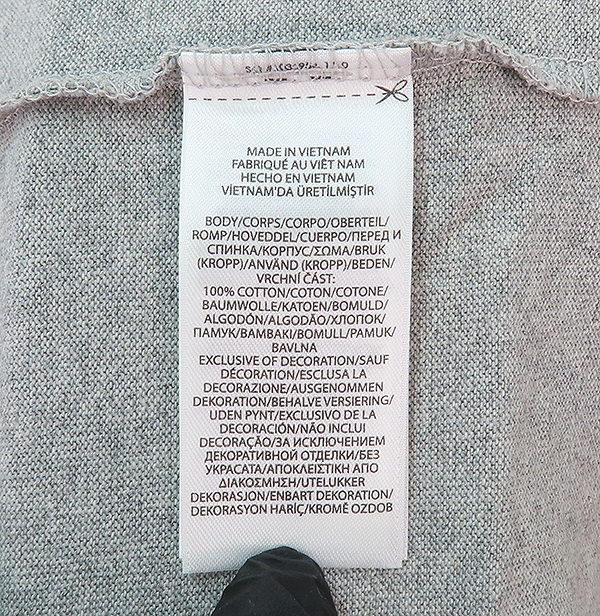 MADE IN VIETNAM
FABRIQUÉ AU VIÊT NAM
HECHO EN VIETNAM
VİETNAM'DA ÜRETİLMİŞTİR
BODY/CORPS/CORPO/OBERTEIL/
ROMP/HOVEDDEL/CUERPO/ПЕРЕД И
СПИНКА/КОРПУС/ΣΩΜΑ/BRUK
(KROPP)/ANVÄND (KROPP)/BEDEN/
VRCHNÍ ČÁST:
100% COTTON/COTON/COTONE/
BAUMWOLLE/KATOEN/BOMULD/
ALGODÓN/ALGODÃO/ХЛОПОК/
ПАМУК/ΒΑΜΒΑΚΙ/BOMULL/PAMUK/
BAVLNA
EXCLUSIVE OF DECORATION/SAUF
DÉCORATION/ESCLUSA LA
DECORAZIONE/AUSGENOMMEN
DEKORATION/BEHALVE VERSIERING/
UDEN PYNT/EXCLUSIVO DE LA
DECORACIÓN/NÃO INCLUI
DECORAÇÃO/ЗА ИСКЛЮЧЕНИЕМ
ДЕКОРАТИВНОЙ ОТДЕЛКИ/БЕЗ
УКРАСАТА/ΑΠΟΚΛΕΙΣΤΙΚΗ ΑΠΟ
ΔΙΑΚΟΣΜΗΣΗ/UTELUKKER
DEKORASJON/ENBART DEKORATION/
DEKORASYON HARİÇ/KROMĚ OZDOB